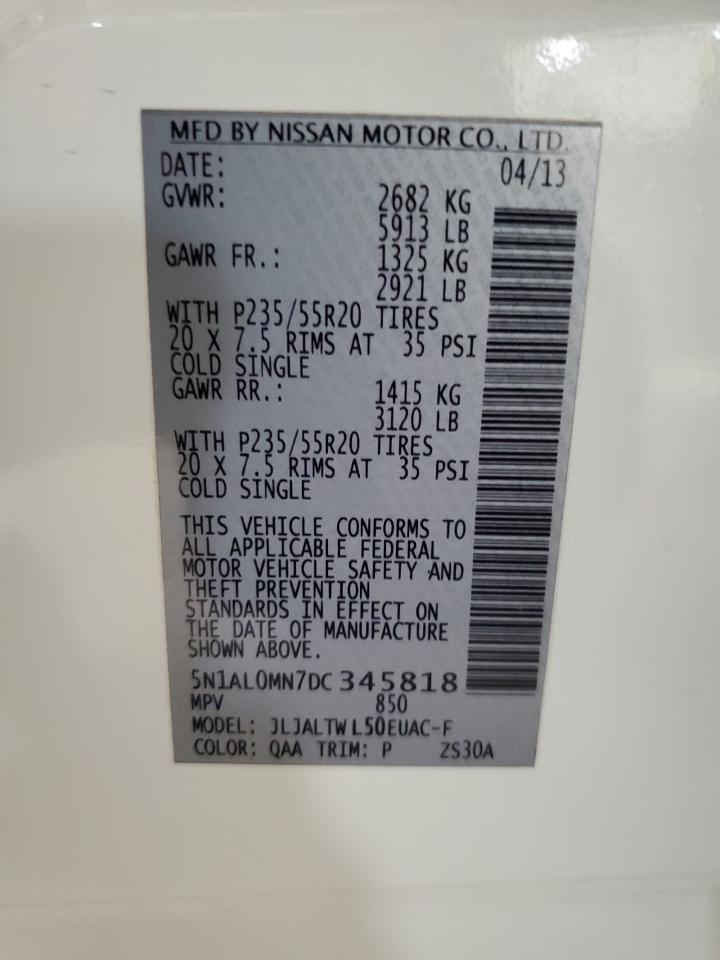 MFD BY NISSAN MOTOR CO., LTD.
DATE: 04/13
GVWR: 2682 KG
5913 LB
GAWR FR.: 1325 KG
2921 LB
WITH P235/55R20 TIRES
20 X 7.5 RIMS AT 35 PSI
COLD SINGLE
GAWR RR.: 1415 KG
3120 LB
WITH P235/55R20 TIRES
20 X 7.5 RIMS AT 35 PSI
COLD SINGLE
THIS VEHICLE CONFORMS TO
ALL APPLICABLE FEDERAL
MOTOR VEHICLE SAFETY AND
THEFT PREVENTION
STANDARDS IN EFFECT ON
THE DATE OF MANUFACTURE
SHOWN ABOVE.
5N1AL0MN7DC 345818
MPV 850
MODEL: JLJALTW L50EUAC-F
COLOR: QAA TRIM: P ZS30A